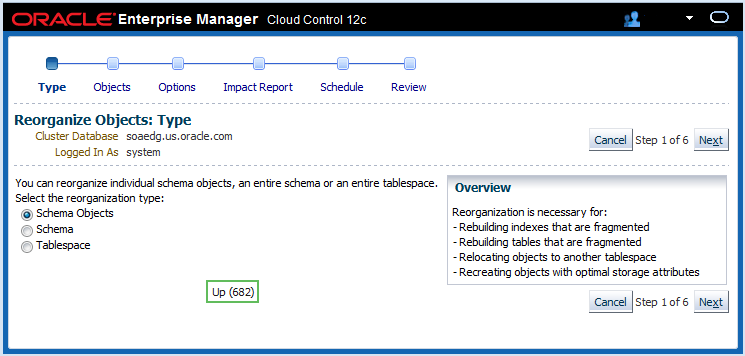 ORACLE Enterprise Manager Cloud Control 12c
Type Objects Options Impact Report Schedule Review
Reorganize Objects: Type
Cluster Database soaedg.us.oracle.com
Logged In As system
Cancel Step 1 of 6 Next
You can reorganize individual schema objects, an entire schema or an entire tablespace.
Select the reorganization type:
Schema Objects
Schema
Tablespace
Up (682)
Overview
Reorganization is necessary for:
- Rebuilding indexes that are fragmented
- Rebuilding tables that are fragmented
- Relocating objects to another tablespace
- Recreating objects with optimal storage attributes
Cancel Step 1 of 6 Next